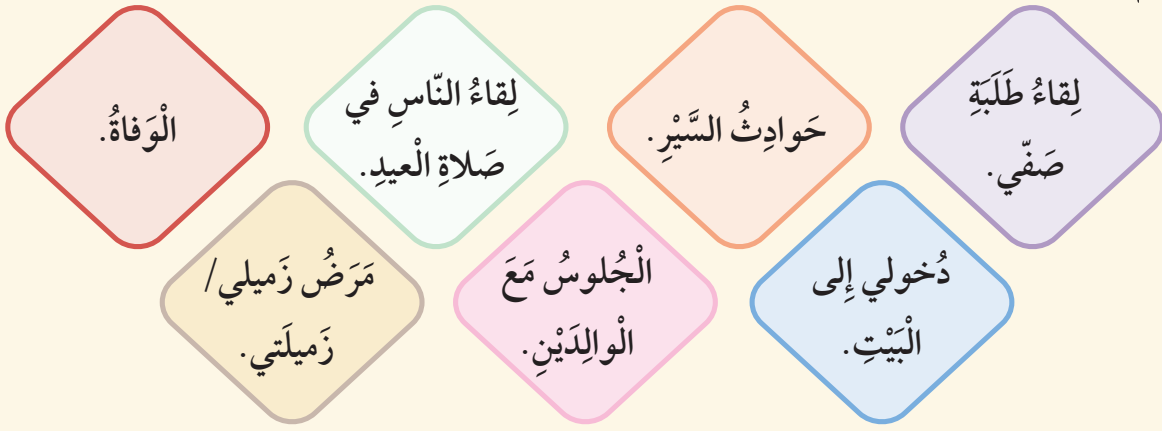 لِقاءُ طَلَبَةِ
صَفّي.
حَوادِثُ السَّيْرِ.
لِقاءُ النّاسِ في
صَلاةِ الْعيدِ.
الْوَفاةُ.
دُخولي إِلى
الْبَيْتِ.
الْجُلوسُ مَعَ
الْوالِدَيْنِ.
مَرَضُ زَميلي/
زَميلَتي.